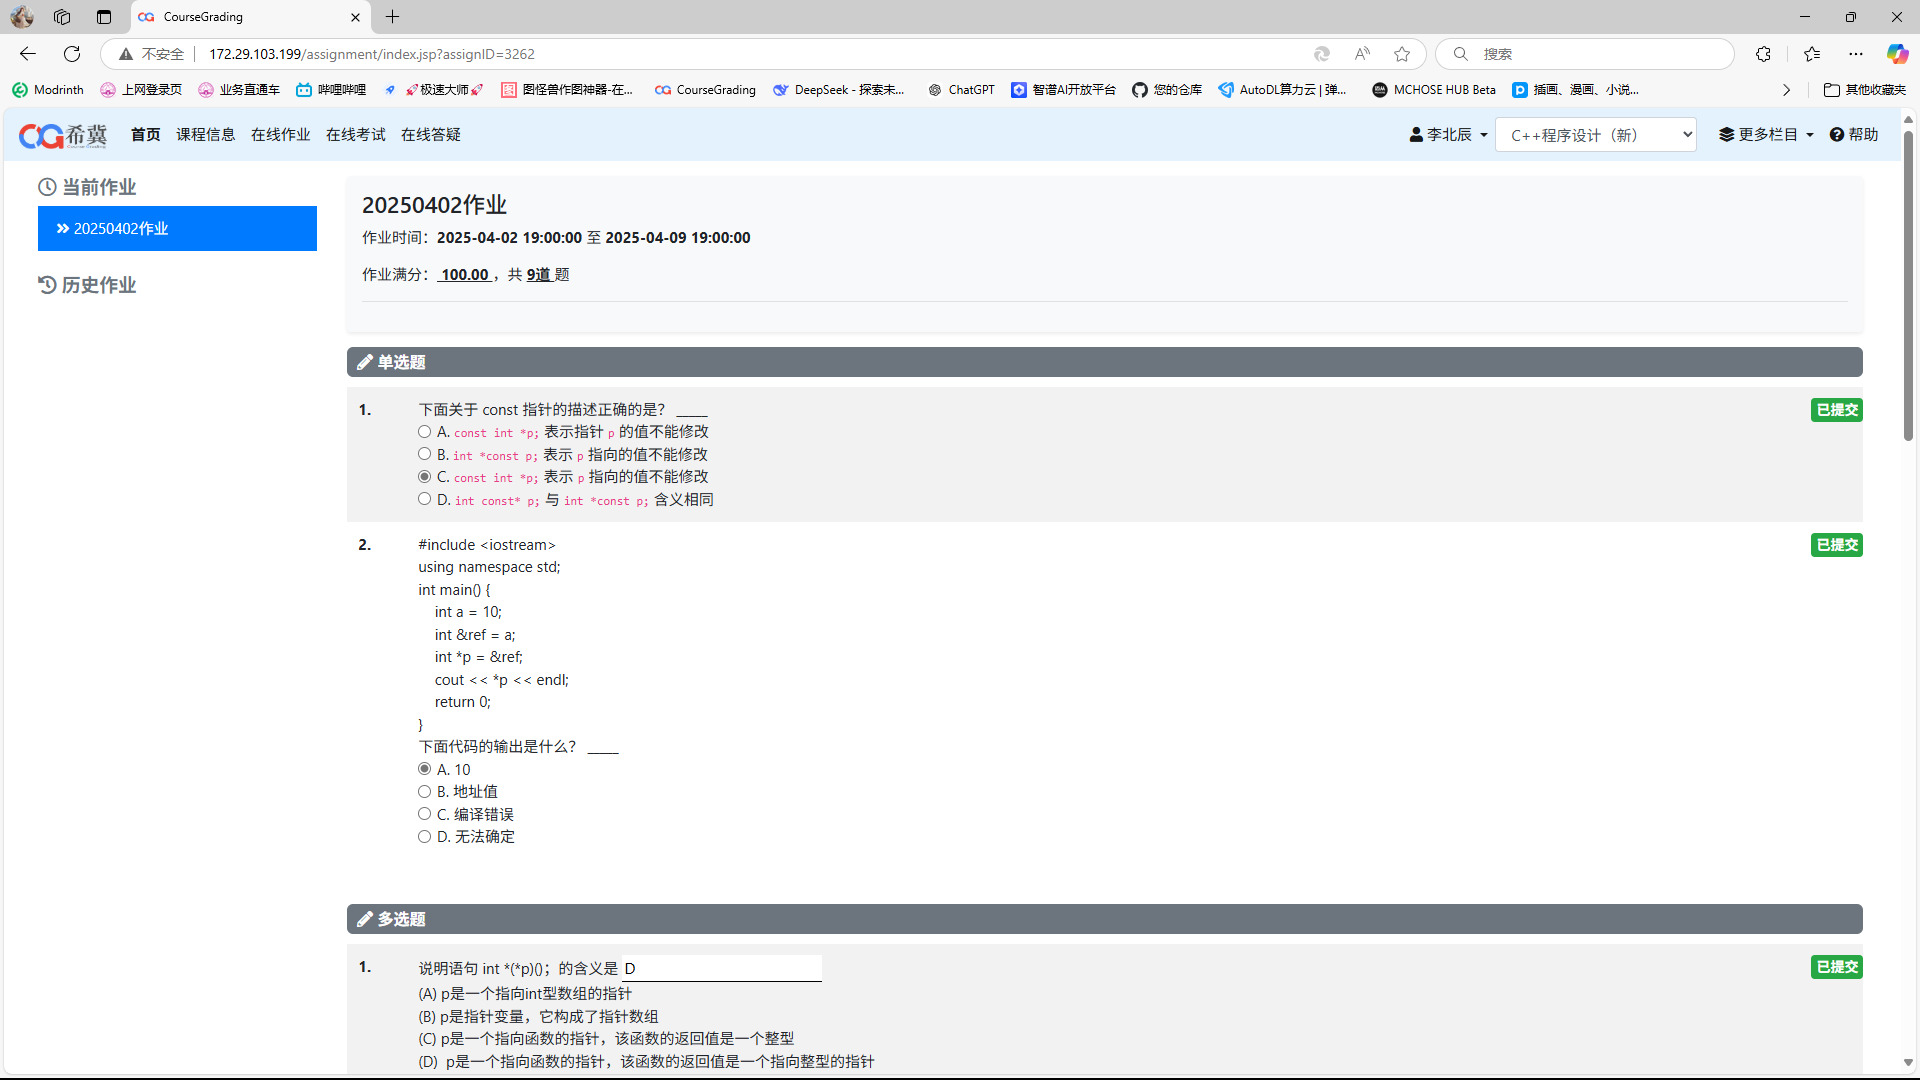 CourseGrading
不安全
172.29.103.199/assignment/index.jsp?assignID=3262
搜索
Modrinth
上网登录页
业务直通车
哔哩哔哩
🚀极速大师🚀
图怪兽作图神器-在...
CourseGrading
DeepSeek - 探索未...
ChatGPT
智谱AI开放平台
您的仓库
AutoDL算力云 | 弹...
MCHOSE HUB Beta
插画、漫画、小说...
其他收藏夹
CG希冀
首页
课程信息
在线作业
在线考试
在线答疑
李北辰
C++程序设计（新）
更多栏目
帮助
当前作业
20250402作业
历史作业
20250402作业
作业时间：2025-04-02 19:00:00 至 2025-04-09 19:00:00
作业满分： 100.00 ，共 9道 题
单选题
1. 下面关于 const 指针的描述正确的是？ ____
已提交
A. const int *p; 表示指针 p 的值不能修改
B. int *const p; 表示 p 指向的值不能修改
C. const int *p; 表示 p 指向的值不能修改
D. int const* p; 与 int *const p; 含义相同
2. #include <iostream>
已提交
using namespace std;
int main() {
int a = 10;
int &ref = a;
int *p = &ref;
cout << *p << endl;
return 0;
}
下面代码的输出是什么？ ____
A. 10
B. 地址值
C. 编译错误
D. 无法确定
多选题
1. 说明语句 int *(*p)()；的含义是 D
已提交
(A) p是一个指向int型数组的指针
(B) p是指针变量，它构成了指针数组
(C) p是一个指向函数的指针，该函数的返回值是一个整型
(D) p是一个指向函数的指针，该函数的返回值是一个指向整型的指针